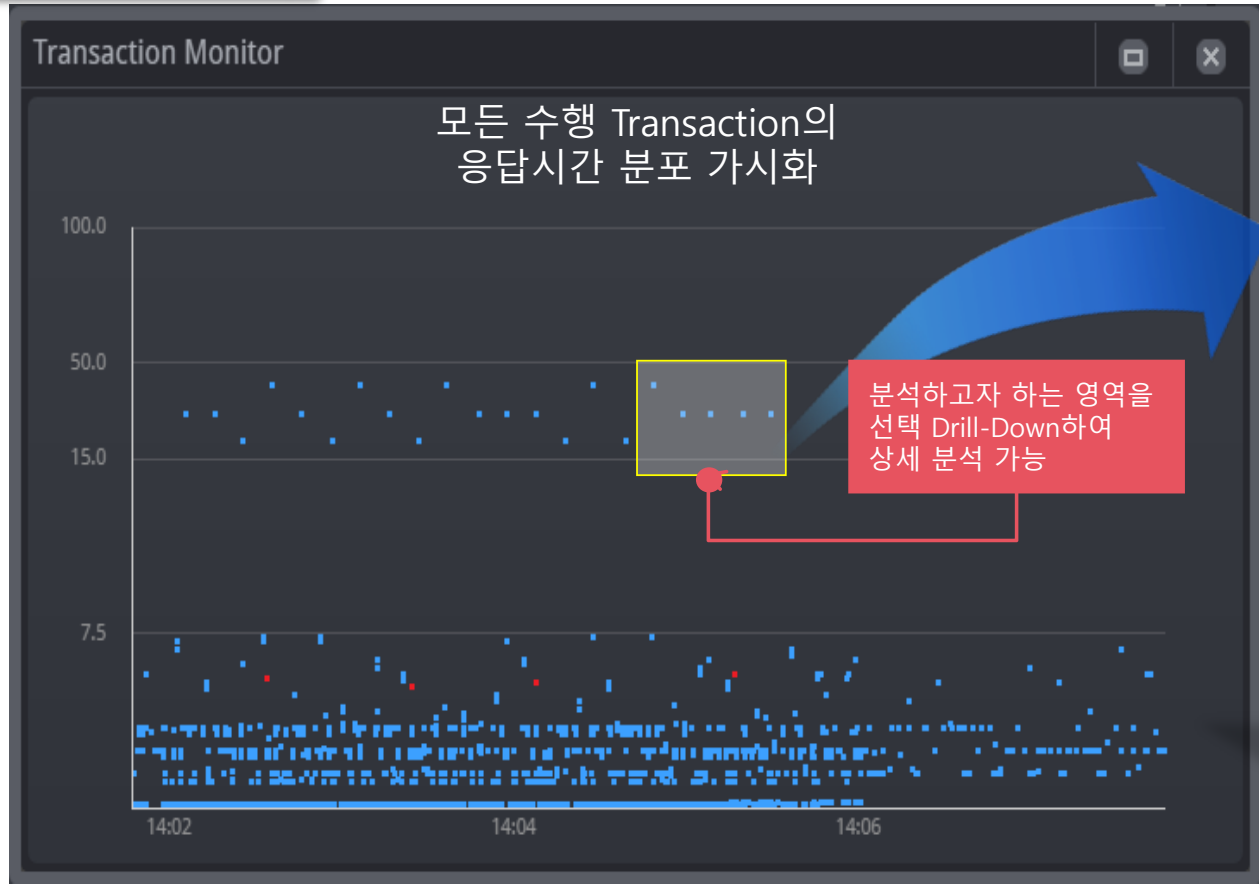 Transaction Monitor
모든 수행 Transaction의
응답시간 분포 가시화
100.0
50.0
분석하고자 하는 영역을
선택 Drill-Down하여
상세 분석 가능
15.0
7.5
14:02
14:04
14:06